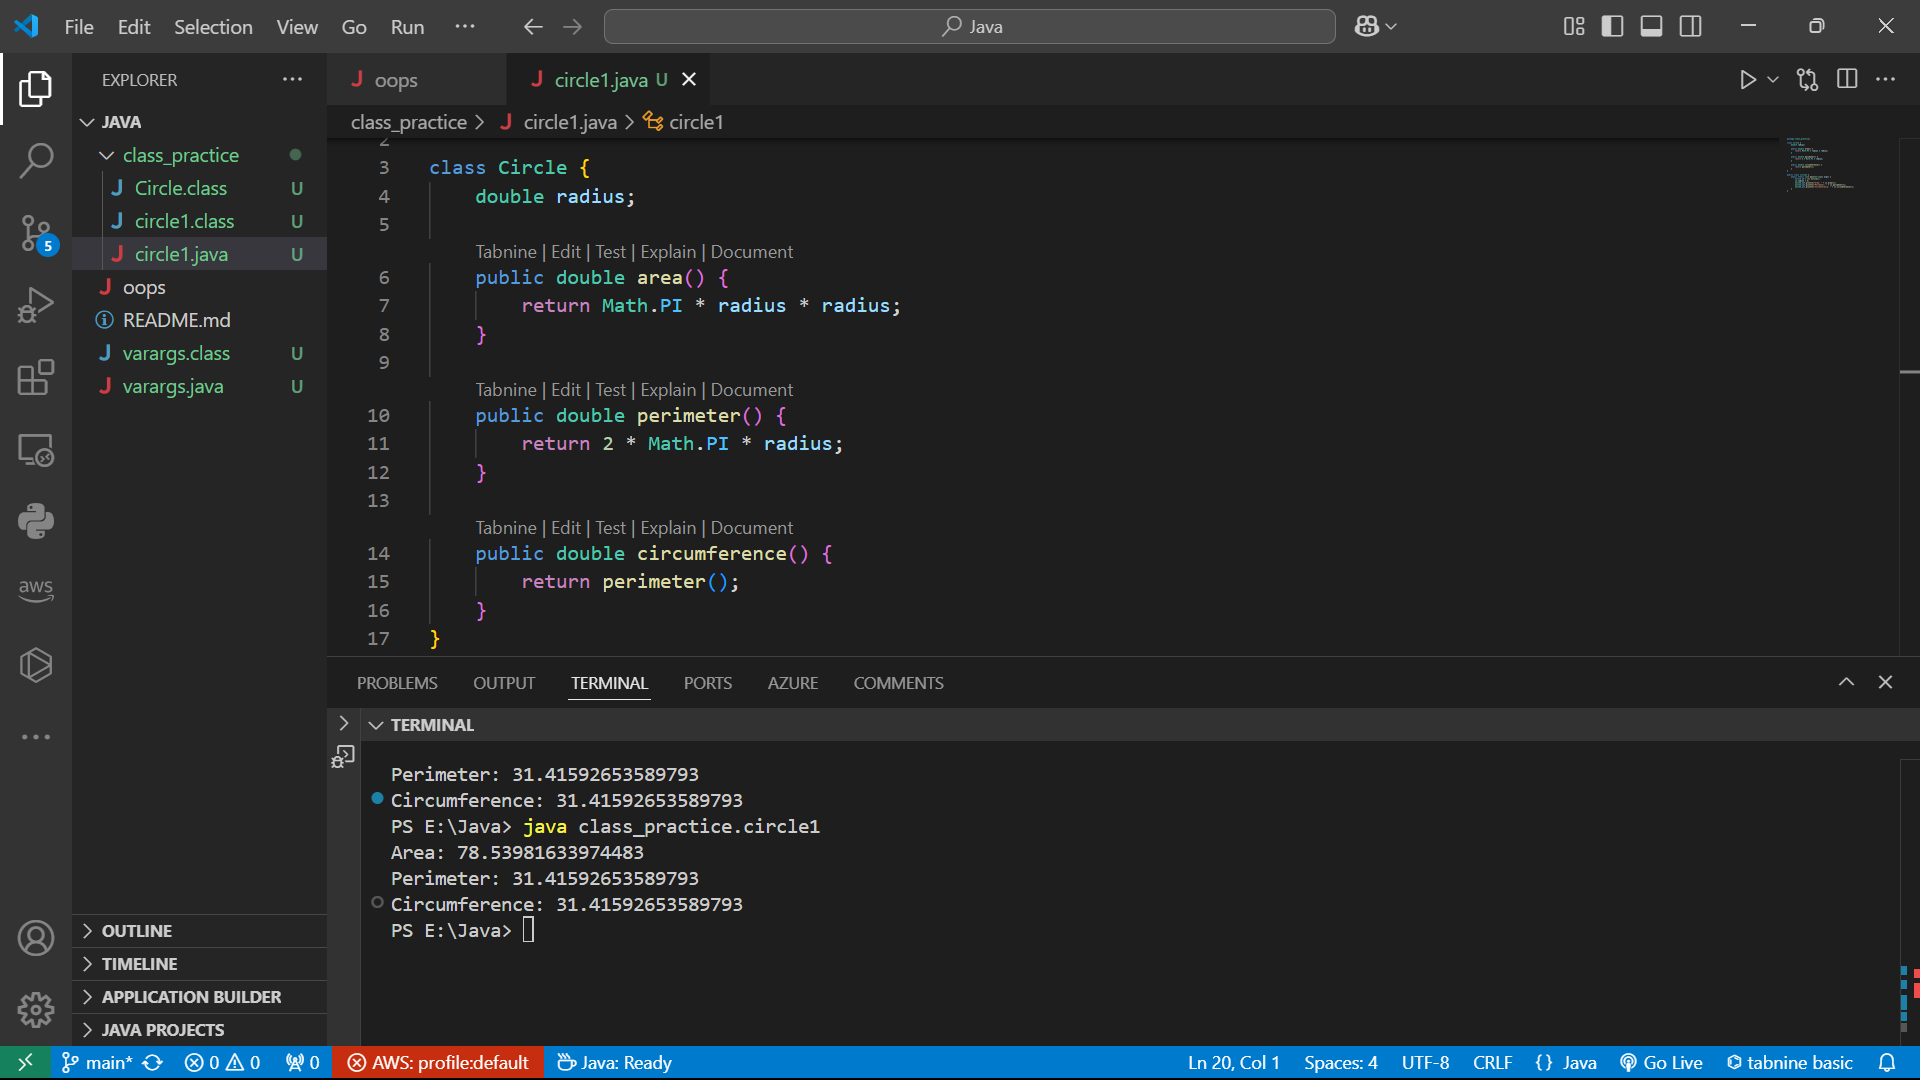 File Edit Selection View Go Run ··· Java
EXPLORER ···
JAVA
class_practice
Circle.class U
circle1.class U
circle1.java U
oops
README.md
varargs.class U
varargs.java U
OUTLINE
TIMELINE
APPLICATION BUILDER
JAVA PROJECTS
5
aws
oops circle1.java U
class_practice > circle1.java > circle1
2
3 class Circle {
4 double radius;
5
Tabnine | Edit | Test | Explain | Document
6 public double area() {
7 return Math.PI * radius * radius;
8 }
9
Tabnine | Edit | Test | Explain | Document
10 public double perimeter() {
11 return 2 * Math.PI * radius;
12 }
13
Tabnine | Edit | Test | Explain | Document
14 public double circumference() {
15 return perimeter();
16 }
17 }
PROBLEMS OUTPUT TERMINAL PORTS AZURE COMMENTS
TERMINAL
Perimeter: 31.41592653589793
Circumference: 31.41592653589793
PS E:\Java> java class_practice.circle1
Area: 78.53981633974483
Perimeter: 31.41592653589793
Circumference: 31.41592653589793
PS E:\Java>
main* 0 0 0 AWS: profile:default Java: Ready Ln 20, Col 1 Spaces: 4 UTF-8 CRLF {} Java Go Live tabnine basic